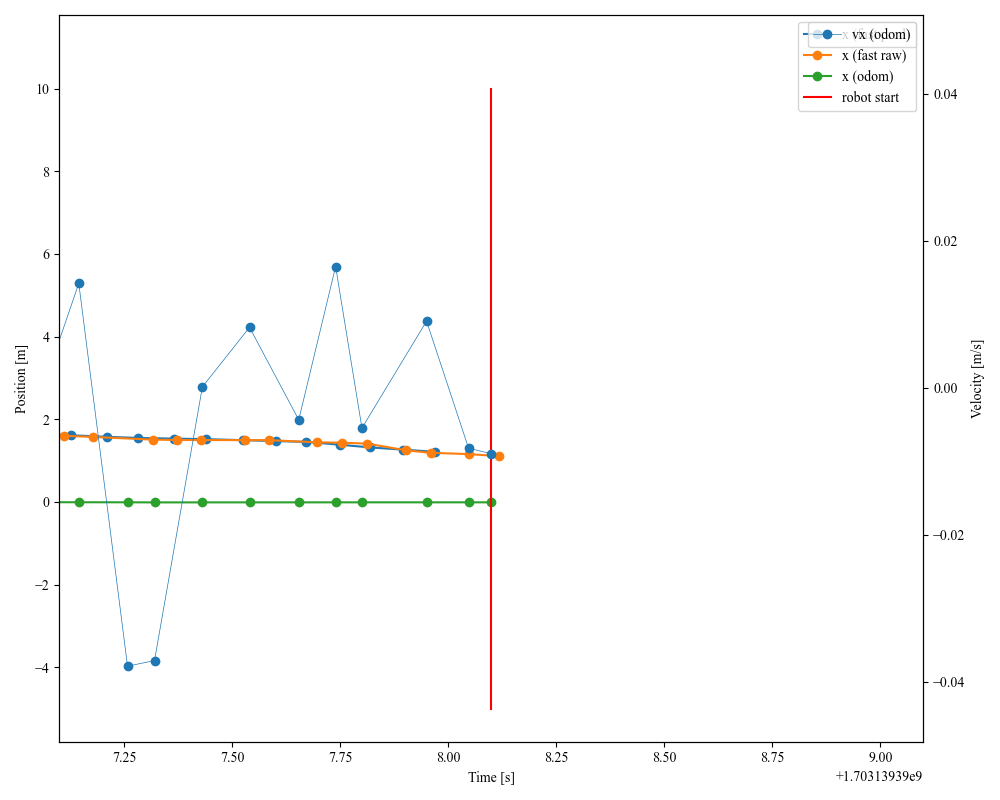 vx (odom)
x (fast raw)
x (odom)
robot start
10
8
6
4
2
0
−2
−4
Position [m]
0.04
0.02
0.00
−0.02
−0.04
Velocity [m/s]
7.25 7.50 7.75 8.00 8.25 8.50 8.75 9.00
Time [s]
+1.70313939e9